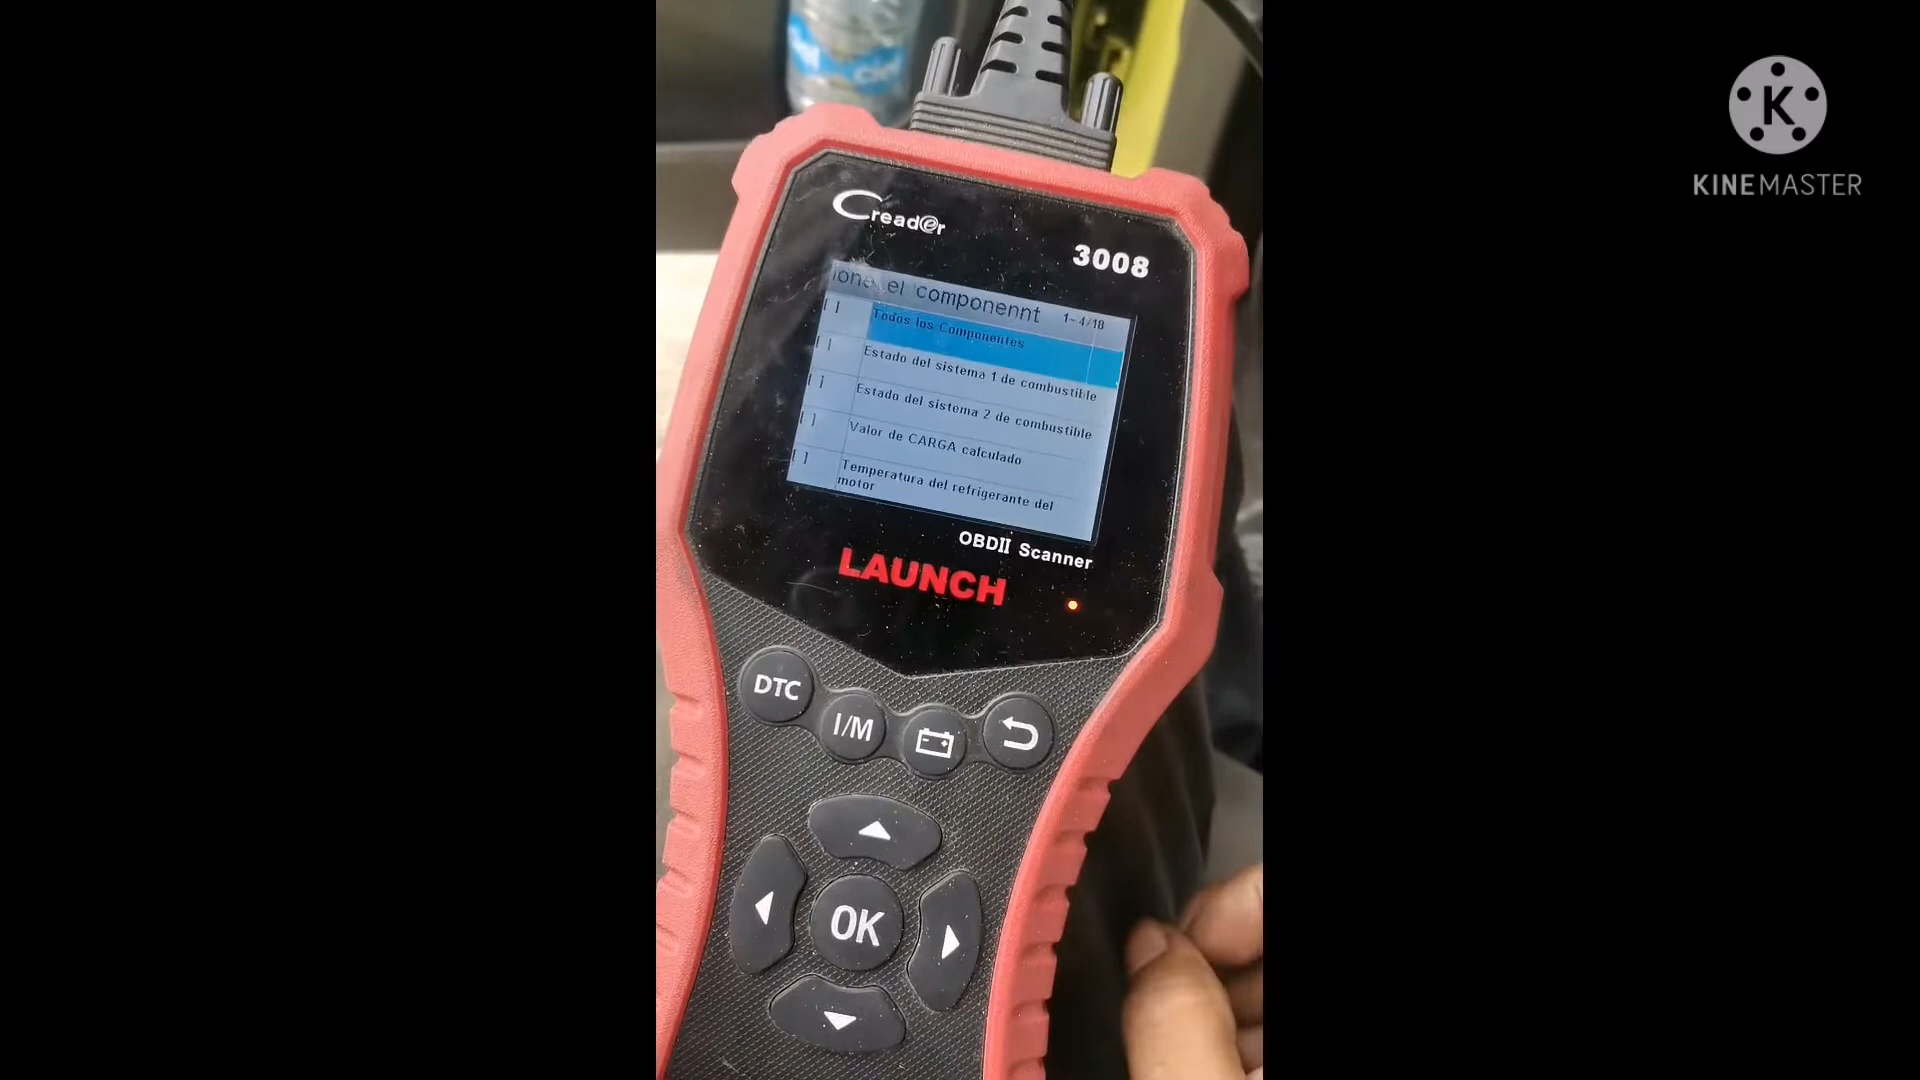 K
KINEMASTER
Creader
3008
ione el componennt 1-4/18
[ ] Todos los Componentes
[ ] Estado del sistema 1 de combustible
[ ] Estado del sistema 2 de combustible
[ ] Valor de CARGA calculado
[ ] Temperatura del refrigerante del
motor
OBDII Scanner
LAUNCH
DTC
I/M
OK